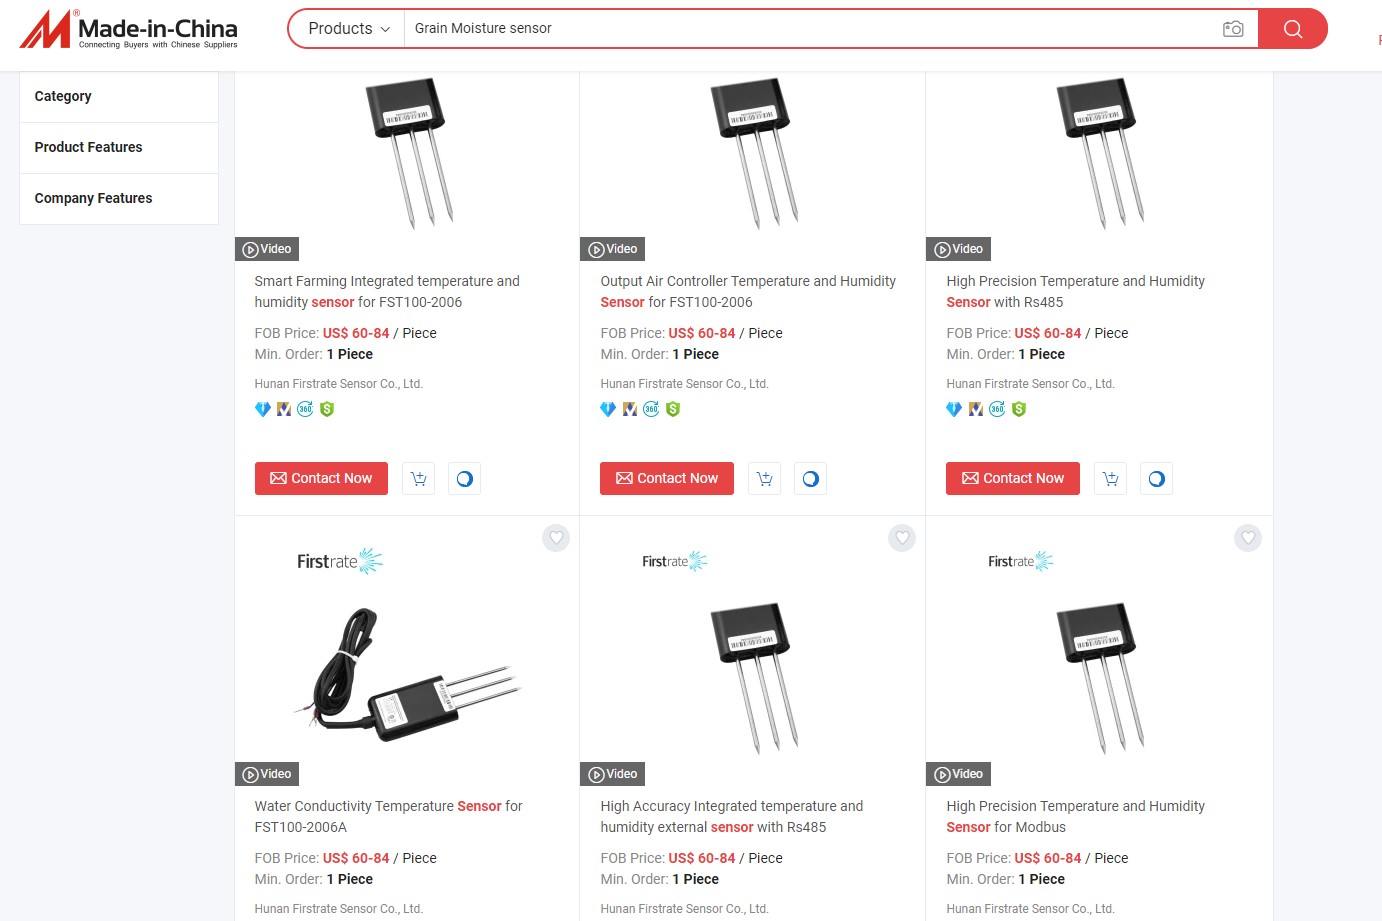 Made-in-China
®
Connecting Buyers with Chinese Suppliers
Products
Grain Moisture sensor
Category
Product Features
Company Features
Video
Video
Video
Smart Farming Integrated temperature and
humidity sensor for FST100-2006
FOB Price: US$ 60-84 / Piece
Min. Order: 1 Piece
Hunan Firstrate Sensor Co., Ltd.
360
Contact Now
Output Air Controller Temperature and Humidity
Sensor for FST100-2006
FOB Price: US$ 60-84 / Piece
Min. Order: 1 Piece
Hunan Firstrate Sensor Co., Ltd.
360
Contact Now
High Precision Temperature and Humidity
Sensor with Rs485
FOB Price: US$ 60-84 / Piece
Min. Order: 1 Piece
Hunan Firstrate Sensor Co., Ltd.
360
Contact Now
Firstrate
Firstrate
Firstrate
Video
Video
Video
Water Conductivity Temperature Sensor for
FST100-2006A
FOB Price: US$ 60-84 / Piece
Min. Order: 1 Piece
Hunan Firstrate Sensor Co., Ltd.
High Accuracy Integrated temperature and
humidity external sensor with Rs485
FOB Price: US$ 60-84 / Piece
Min. Order: 1 Piece
Hunan Firstrate Sensor Co., Ltd.
High Precision Temperature and Humidity
Sensor for Modbus
FOB Price: US$ 60-84 / Piece
Min. Order: 1 Piece
Hunan Firstrate Sensor Co., Ltd.